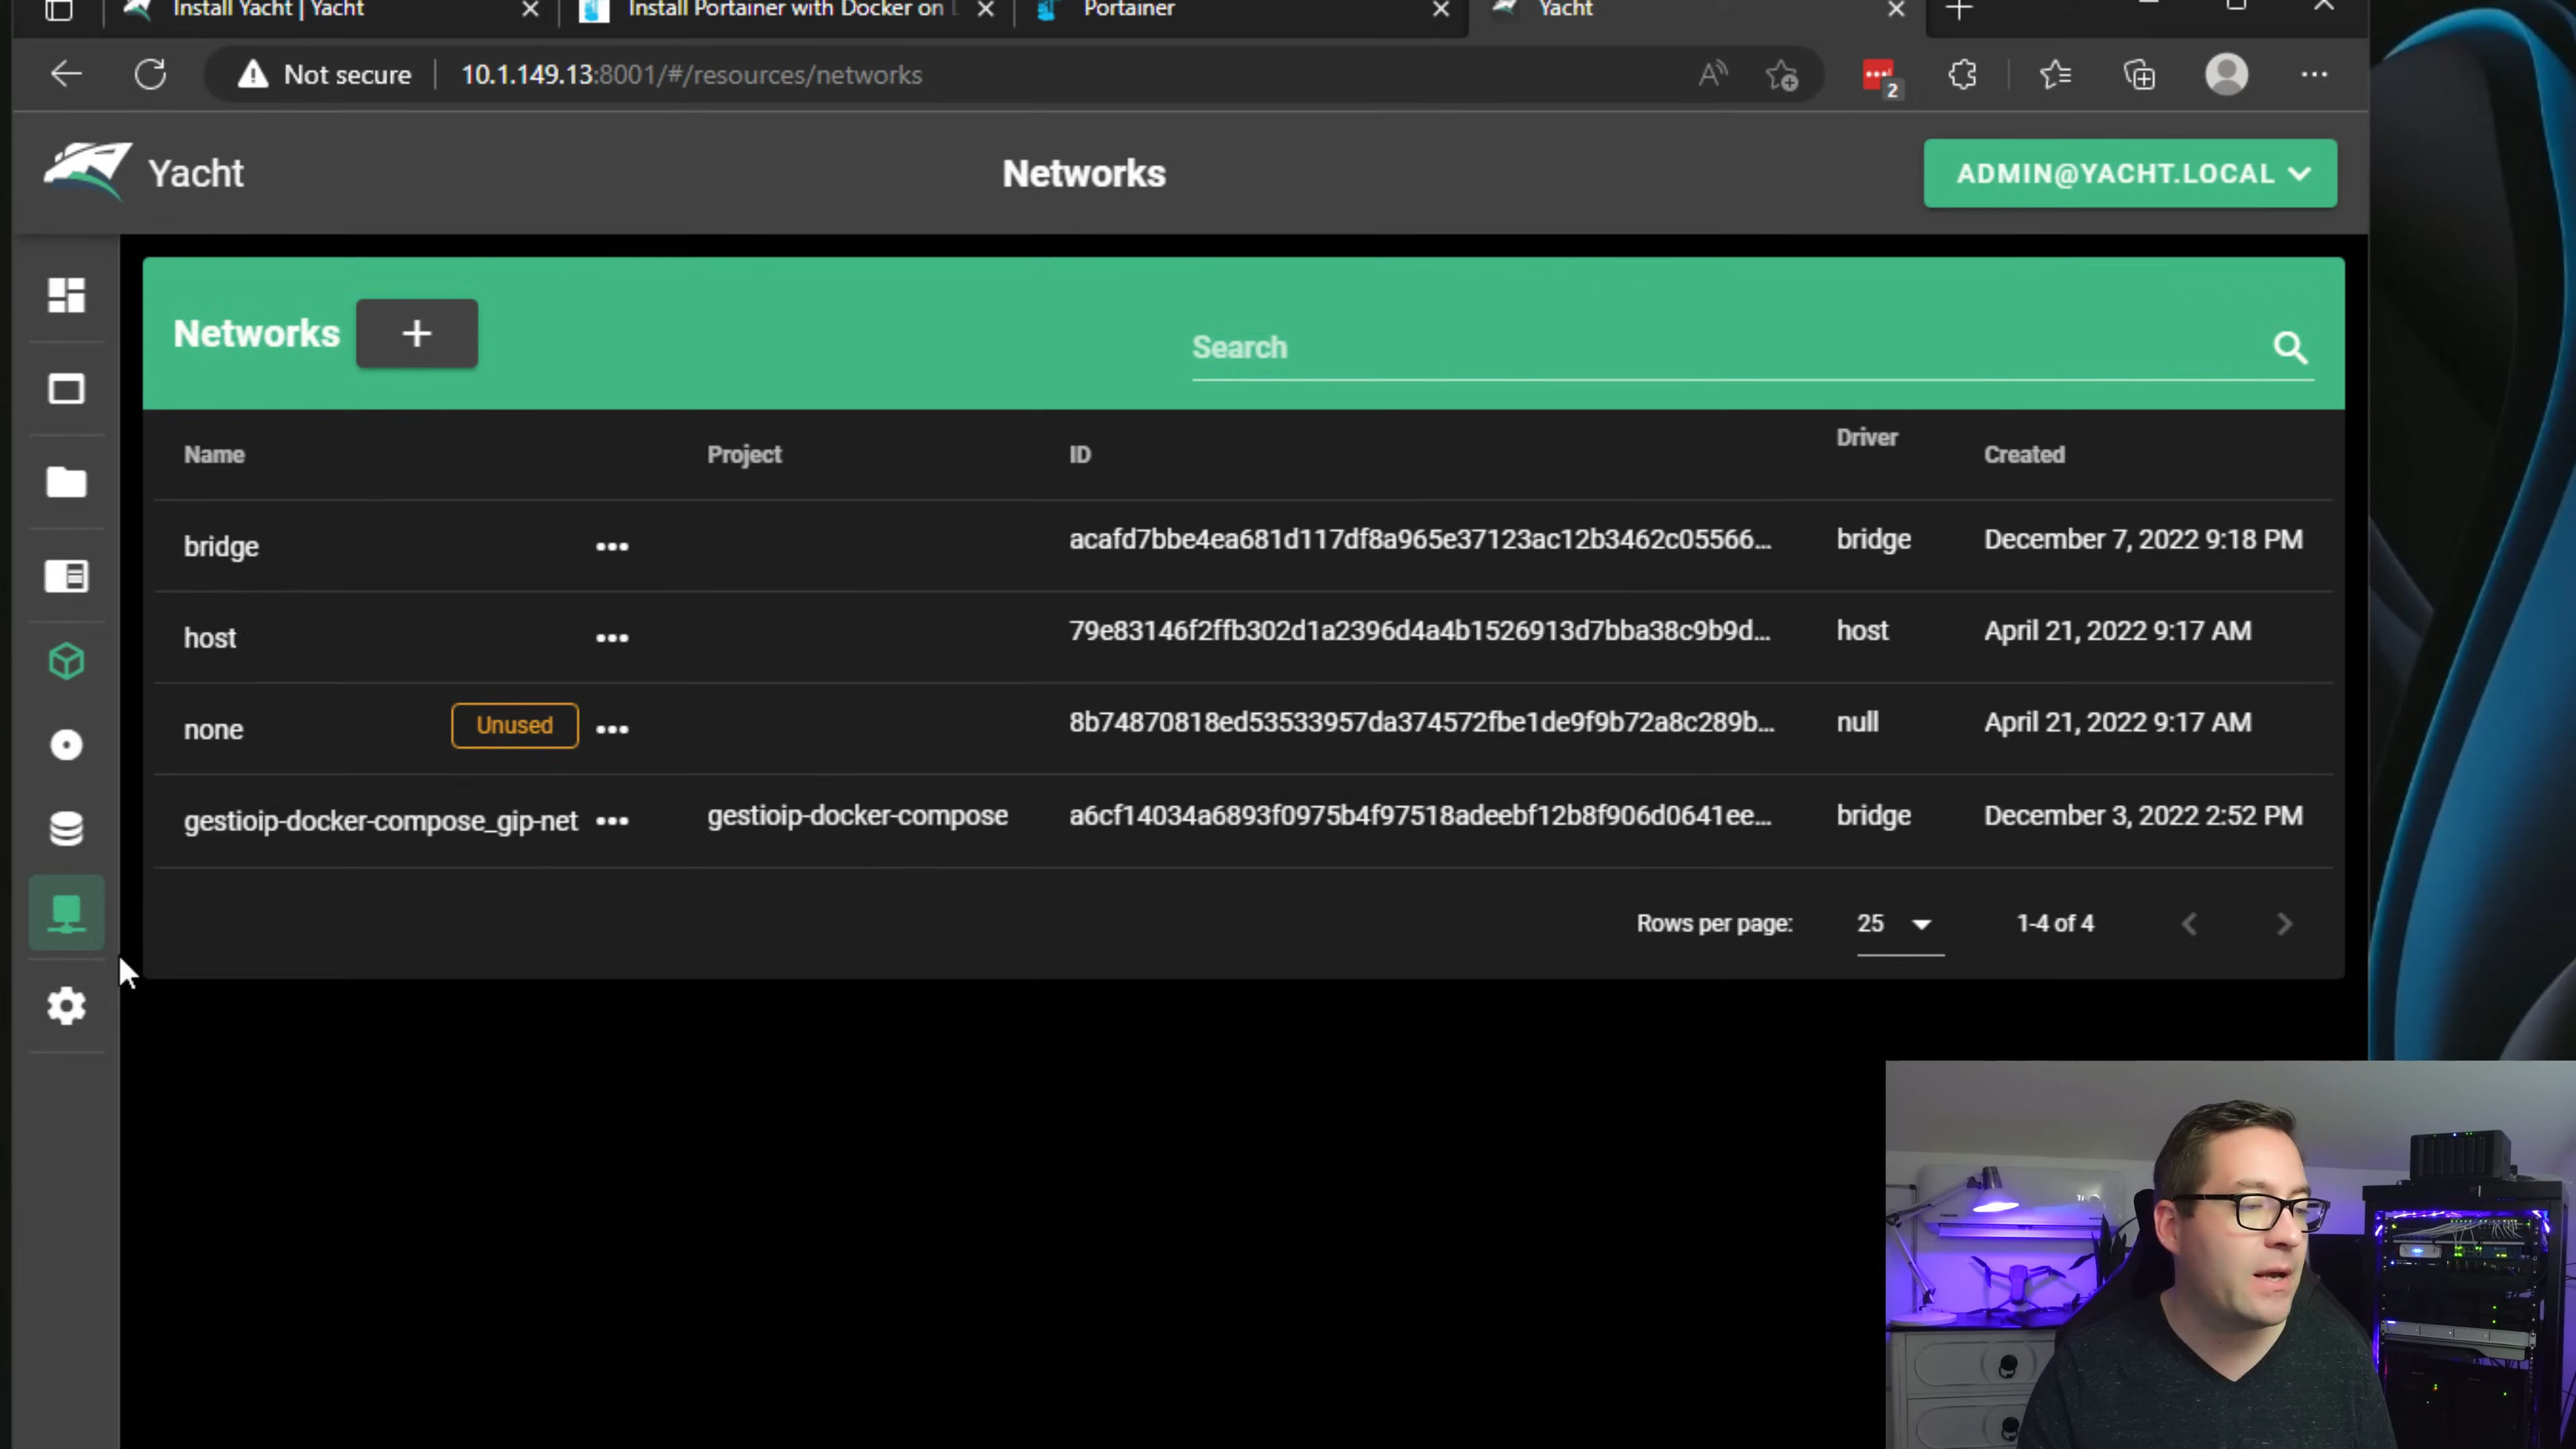 Install Yacht | Yacht
Install Portainer with Docker on
Portainer
Yacht
Not secure
10.1.149.13:8001/#/resources/networks
2
Yacht
Networks
ADMIN@YACHT.LOCAL
Networks +
Search
Name Project ID Driver Created
bridge ••• acafd7bbe4ea681d117df8a965e37123ac12b3462c05566... bridge December 7, 2022 9:18 PM
host ••• 79e83146f2ffb302d1a2396d4a4b1526913d7bba38c9b9d... host April 21, 2022 9:17 AM
none Unused ••• 8b74870818ed53533957da374572fbe1de9f9b72a8c289b... null April 21, 2022 9:17 AM
gestioip-docker-compose_gip-net ••• gestioip-docker-compose a6cf14034a6893f0975b4f97518adeebf12b8f906d0641ee... bridge December 3, 2022 2:52 PM
Rows per page: 25 1-4 of 4